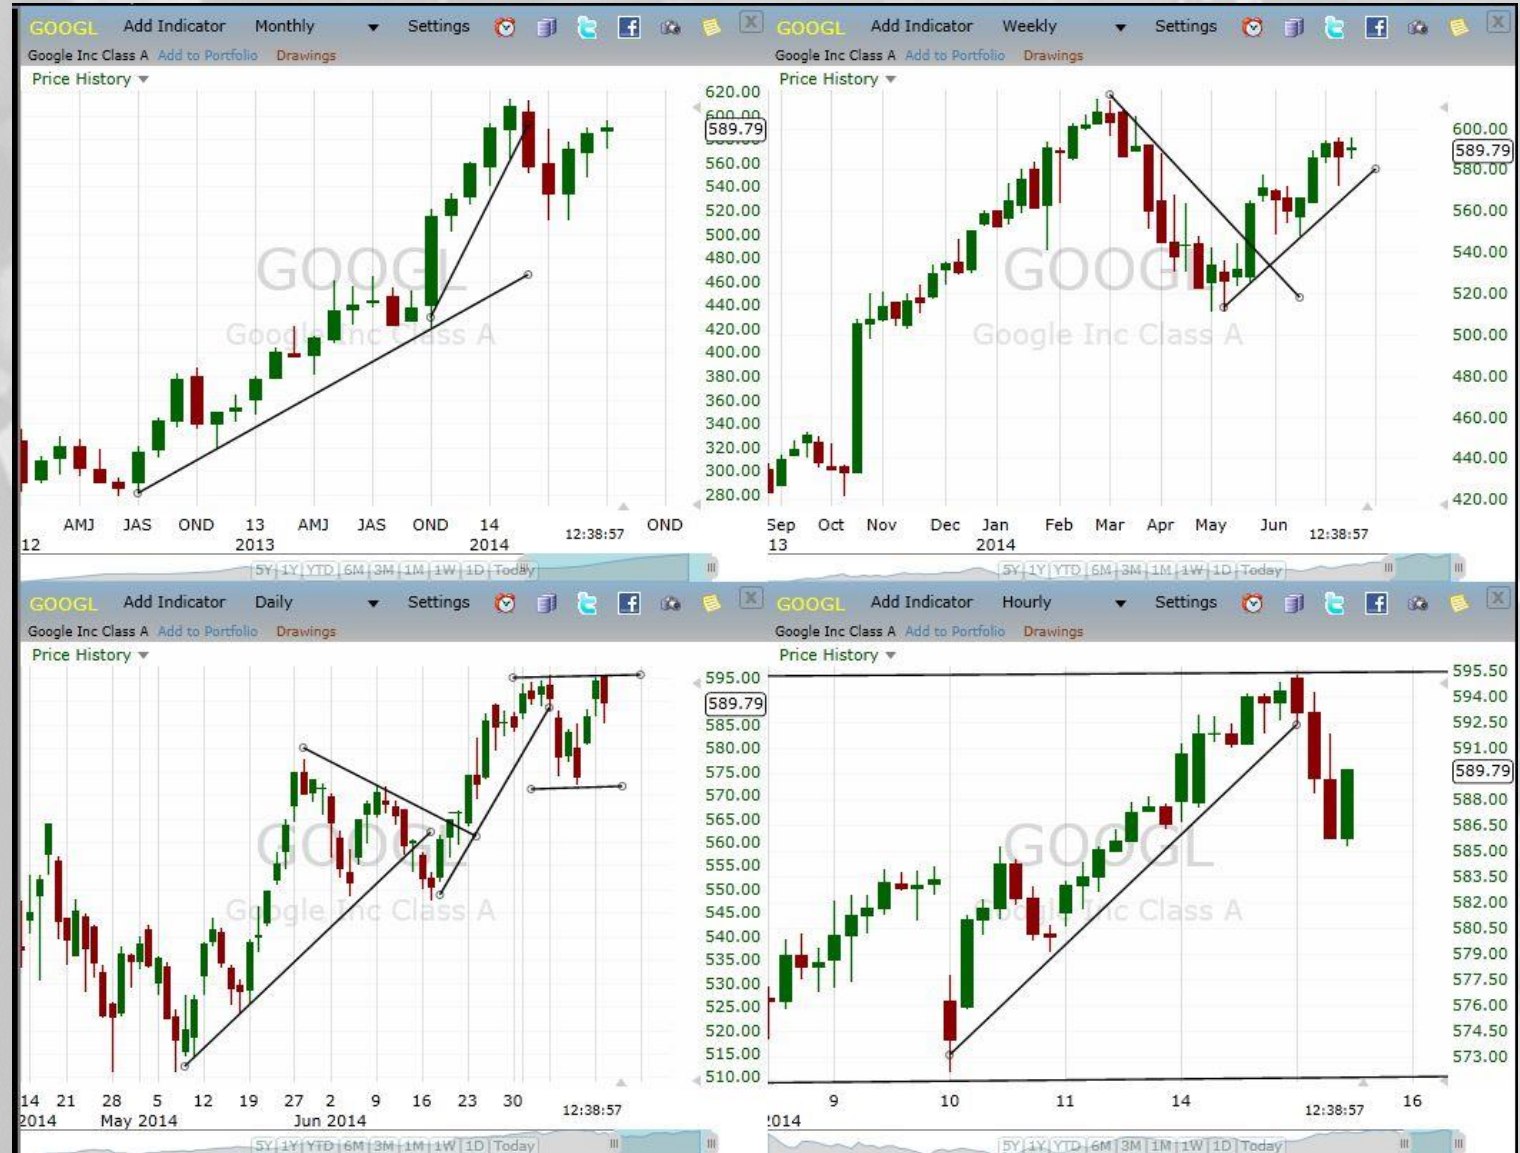 GOOGL Add Indicator Monthly Settings
Google Inc Class A Add to Portfolio Drawings
Price History
620.00
600.00
589.79
560.00
540.00
520.00
500.00
480.00
460.00
440.00
420.00
400.00
380.00
360.00
340.00
320.00
300.00
280.00
GOOGL
Google Inc Class A
AMJ JAS OND 13 AMJ JAS OND 14 12:38:57 OND
12 2013 2014
5Y 1Y YTD 6M 3M 1M 1W 1D Today
GOOGL Add Indicator Weekly Settings
Google Inc Class A Add to Portfolio Drawings
Price History
600.00
589.79
580.00
560.00
540.00
520.00
500.00
480.00
460.00
440.00
420.00
GOOGL
Google Inc Class A
Sep Oct Nov Dec Jan Feb Mar Apr May Jun 12:38:57
13 2014
5Y 1Y YTD 6M 3M 1M 1W 1D Today
GOOGL Add Indicator Daily Settings
Google Inc Class A Add to Portfolio Drawings
Price History
595.00
589.79
585.00
580.00
575.00
570.00
565.00
560.00
555.00
550.00
545.00
540.00
535.00
530.00
525.00
520.00
515.00
510.00
GOOGL
Google Inc Class A
14 21 28 5 12 19 27 2 9 16 23 30 12:38:57
2014 May 2014 Jun 2014
5Y 1Y YTD 6M 3M 1M 1W 1D Today
GOOGL Add Indicator Hourly Settings
Google Inc Class A Add to Portfolio Drawings
Price History
595.50
594.00
592.50
591.00
589.79
588.00
586.50
585.00
583.50
582.00
580.50
579.00
577.50
576.00
574.50
573.00
GOOGL
Google Inc Class A
9 10 11 14 12:38:57 16
2014
5Y 1Y YTD 6M 3M 1M 1W 1D Today